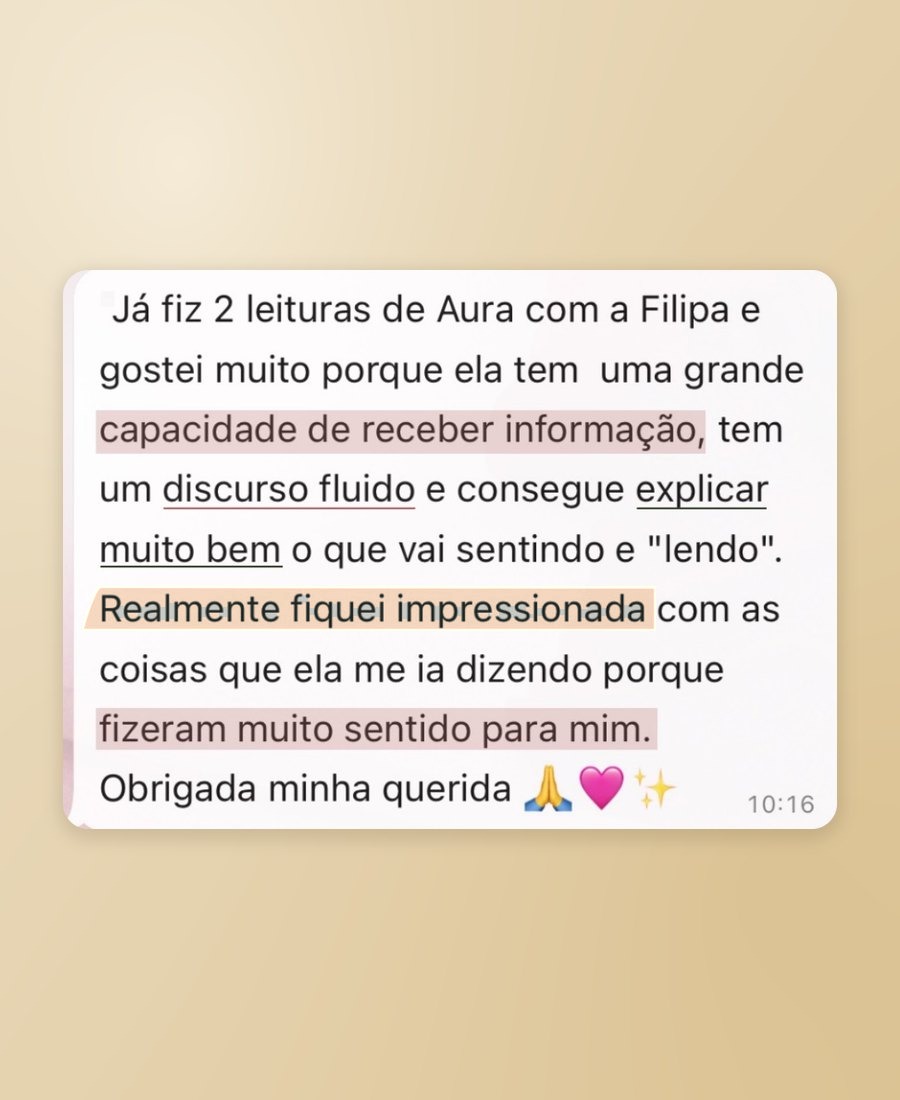 Já fiz 2 leituras de Aura com a Filipa e
gostei muito porque ela tem  uma grande
capacidade de receber informação, tem
um discurso fluido e consegue explicar
muito bem o que vai sentindo e "lendo".
Realmente fiquei impressionada com as
coisas que ela me ia dizendo porque
fizeram muito sentido para mim.
Obrigada minha querida 🙏🩷✨
10:16